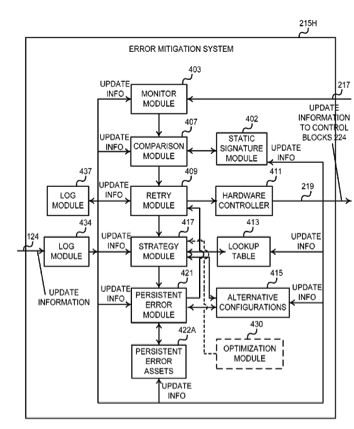 215H
ERROR MITIGATION SYSTEM
UPDATE
INFO
403
MONITOR
MODULE
217
UPDATE
INFORMATION
TO CONTROL
BLOCKS 224
UPDATE
INFO
407
COMPARISON
MODULE
402
STATIC
SIGNATURE
MODULE
UPDATE
INFO
437
LOG
MODULE
UPDATE
INFO
409
RETRY
MODULE
411
HARDWARE
CONTROLLER
219
434
124
LOG
MODULE
UPDATE
INFO
417
STRATEGY
MODULE
413
LOOKUP
TABLE
UPDATE
INFO
UPDATE
INFORMATION
UPDATE
INFO
421
PERSISTENT
ERROR
MODULE
415
ALTERNATIVE
CONFIGURATIONS
UPDATE
INFO
422A
PERSISTENT
ERROR
ASSETS
UPDATE
INFO
430
OPTIMIZATION
MODULE